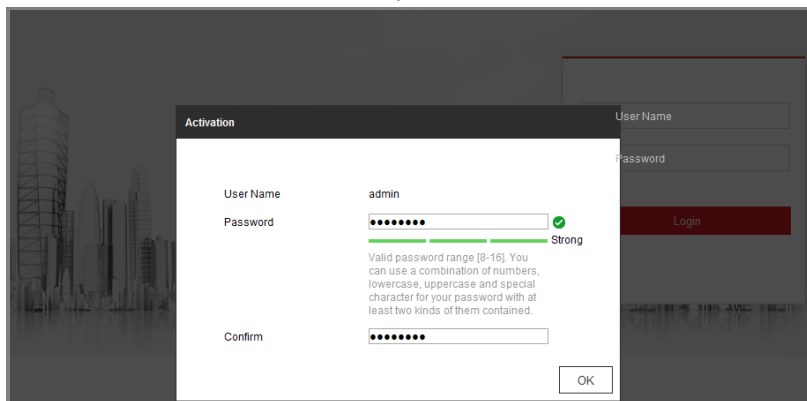 Activation
User Name
Password
Login
User Name admin
Password ●●●●●●●●
Strong
Valid password range [8-16]. You
can use a combination of numbers,
lowercase, uppercase and special
character for your password with at
least two kinds of them contained.
Confirm ●●●●●●●●
OK